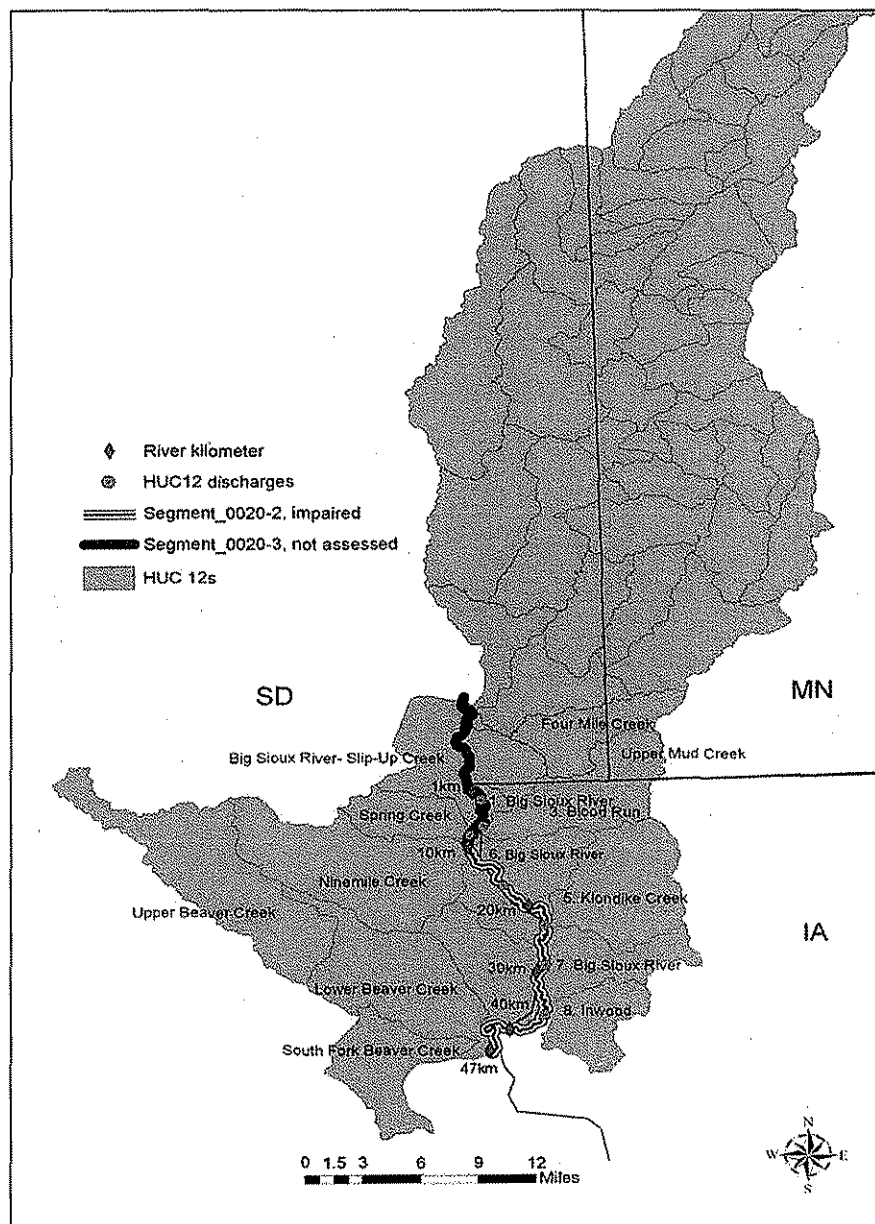 River kilometer
HUC12 discharges
Segment_0020-2, impaired
Segment_0020-3, not assessed
HUC 12s
SD
MN
Four Mile Creek
Upper Mud Creek
Big Sioux River- Slip-Up Creek
1km
Big Sioux River
3. Blood Run
Spring Creek
10km
6. Big Sioux River
Ninemile Creek
5. Klondike Creek
Upper Beaver Creek
20km
IA
30km
7. Big Sioux River
Lower Beaver Creek
40km
8. Inwood
South Fork Beaver Creek
47km
N
W E
S
0 1.5 3 6 9 12
Miles